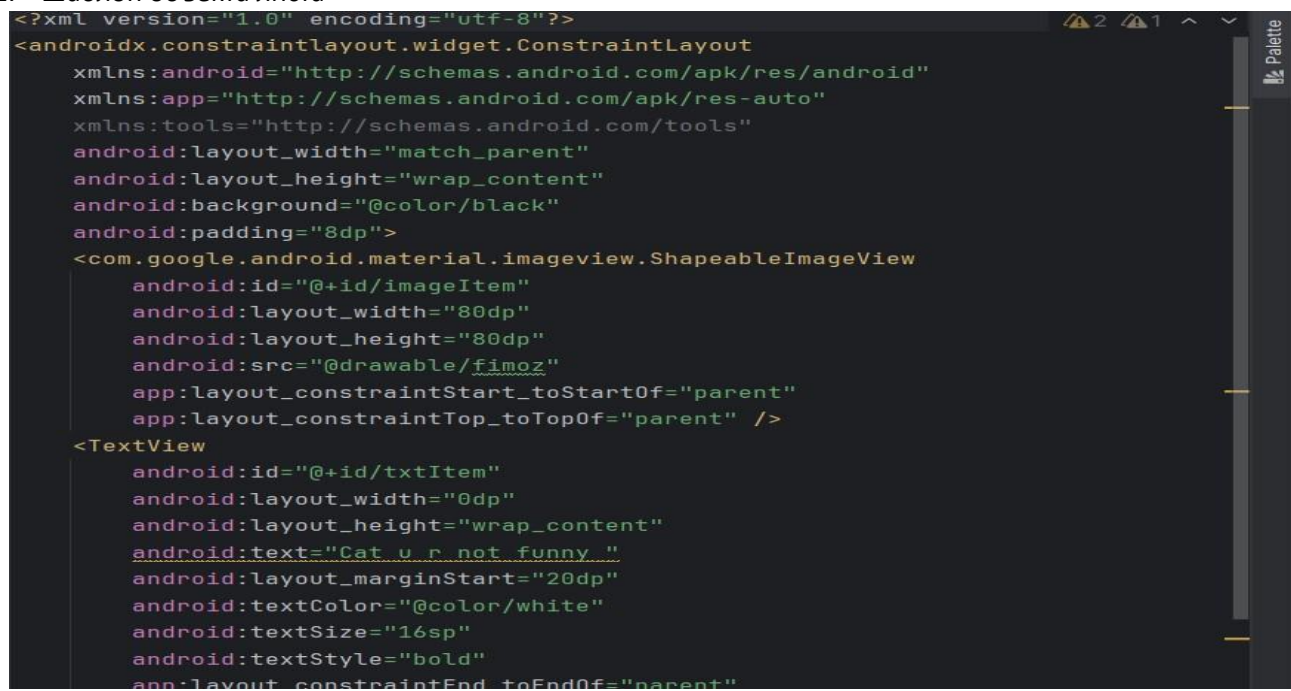 <?xml version="1.0" encoding="utf-8"?>
2 1
<androidx.constraintlayout.widget.ConstraintLayout
xmlns:android="http://schemas.android.com/apk/res/android"
xmlns:app="http://schemas.android.com/apk/res-auto"
xmlns:tools="http://schemas.android.com/tools"
android:layout_width="match_parent"
android:layout_height="wrap_content"
android:background="@color/black"
android:padding="8dp">
<com.google.android.material.imageview.ShapeableImageView
android:id="@+id/imageItem"
android:layout_width="80dp"
android:layout_height="80dp"
android:src="@drawable/fimoz"
app:layout_constraintStart_toStartOf="parent"
app:layout_constraintTop_toTopOf="parent" />
<TextView
android:id="@+id/txtItem"
android:layout_width="0dp"
android:layout_height="wrap_content"
android:text="Cat u r not funny "
android:layout_marginStart="20dp"
android:textColor="@color/white"
android:textSize="16sp"
android:textStyle="bold"
app:layout_constraintEnd_toEndOf="parent"
Palette